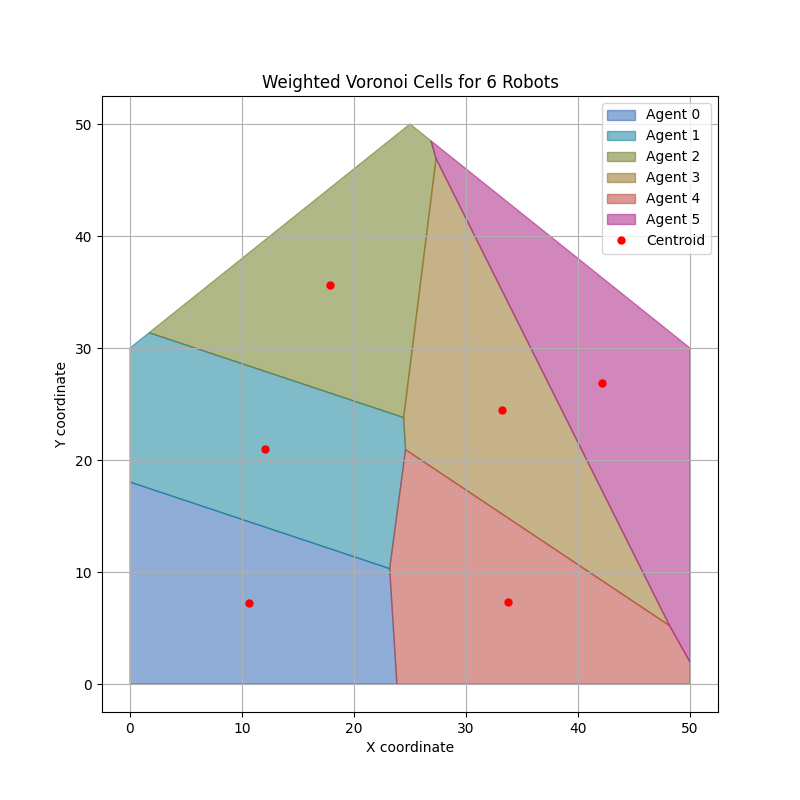 Weighted Voronoi Cells for 6 Robots
Agent 0
Agent 1
Agent 2
Agent 3
Agent 4
Agent 5
Centroid
50
40
30
20
10
0
Y coordinate
0 10 20 30 40 50
X coordinate